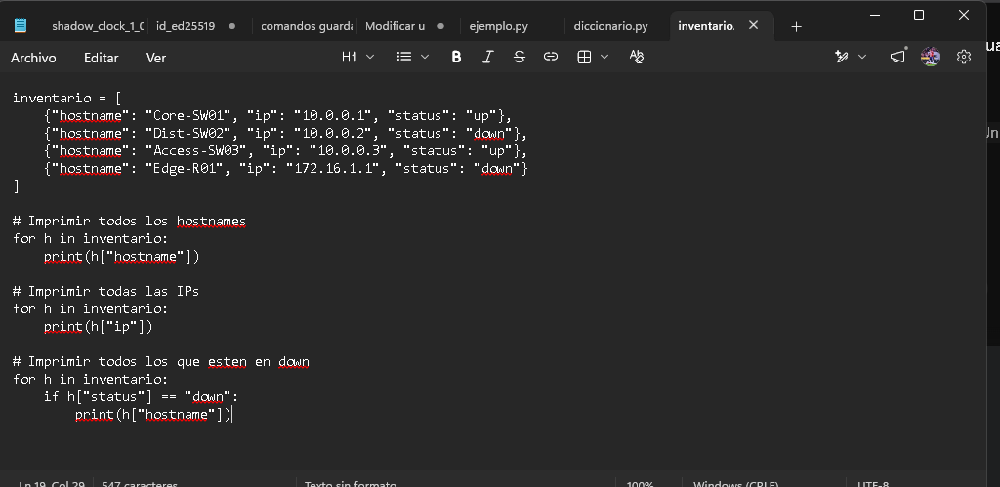 shadow_clock_1_0
id_ed25519
comandos guard
Modificar u
ejemplo.py
diccionario.py
inventario.
Archivo Editar Ver H1 B I S
inventario = [
    {"hostname": "Core-SW01", "ip": "10.0.0.1", "status": "up"},
    {"hostname": "Dist-SW02", "ip": "10.0.0.2", "status": "down"},
    {"hostname": "Access-SW03", "ip": "10.0.0.3", "status": "up"},
    {"hostname": "Edge-R01", "ip": "172.16.1.1", "status": "down"}
]
# Imprimir todos los hostnames
for h in inventario:
    print(h["hostname"])
# Imprimir todas las IPs
for h in inventario:
    print(h["ip"])
# Imprimir todos los que esten en down
for h in inventario:
    if h["status"] == "down":
        print(h["hostname"])
Ln 19, Col 29 547 caracteres Texto sin formato 100% Windows (CRLF) UTF-8